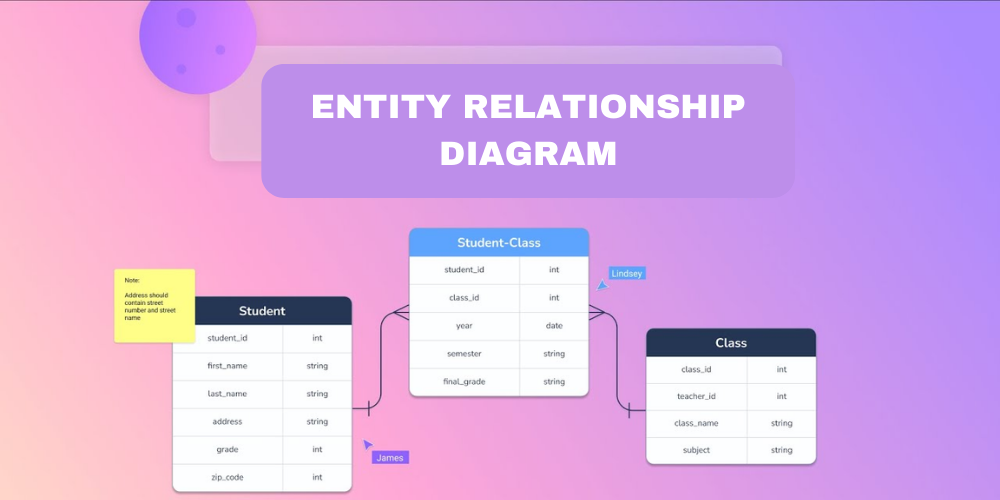 ENTITY RELATIONSHIP
DIAGRAM
Note:
Address should
contain street
number and street
name
Student
student_id int
first_name string
last_name string
address string
grade int
zip_code int
James
Student-Class
student_id int
class_id int
year date
semester string
final_grade string
Lindsey
Class
class_id int
teacher_id int
class_name string
subject string